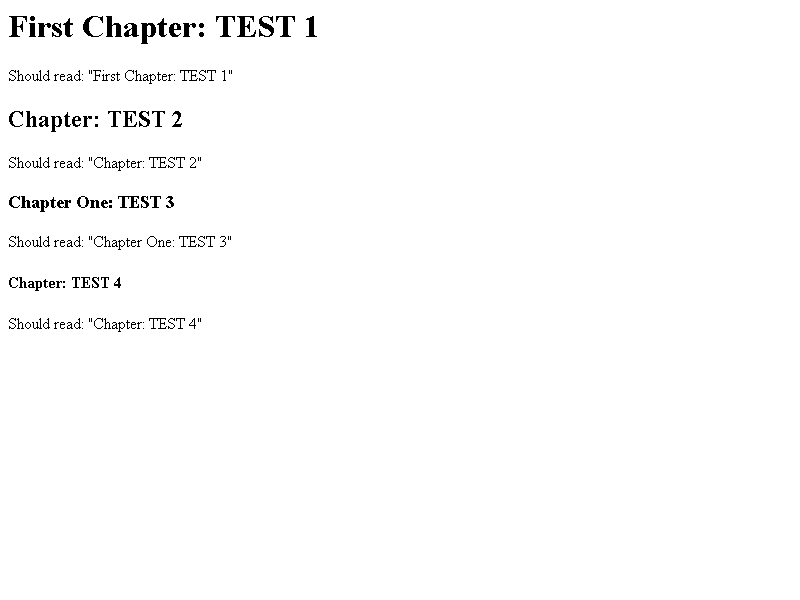 First Chapter: TEST 1
Should read: "First Chapter: TEST 1"
Chapter: TEST 2
Should read: "Chapter: TEST 2"
Chapter One: TEST 3
Should read: "Chapter One: TEST 3"
Chapter: TEST 4
Should read: "Chapter: TEST 4"